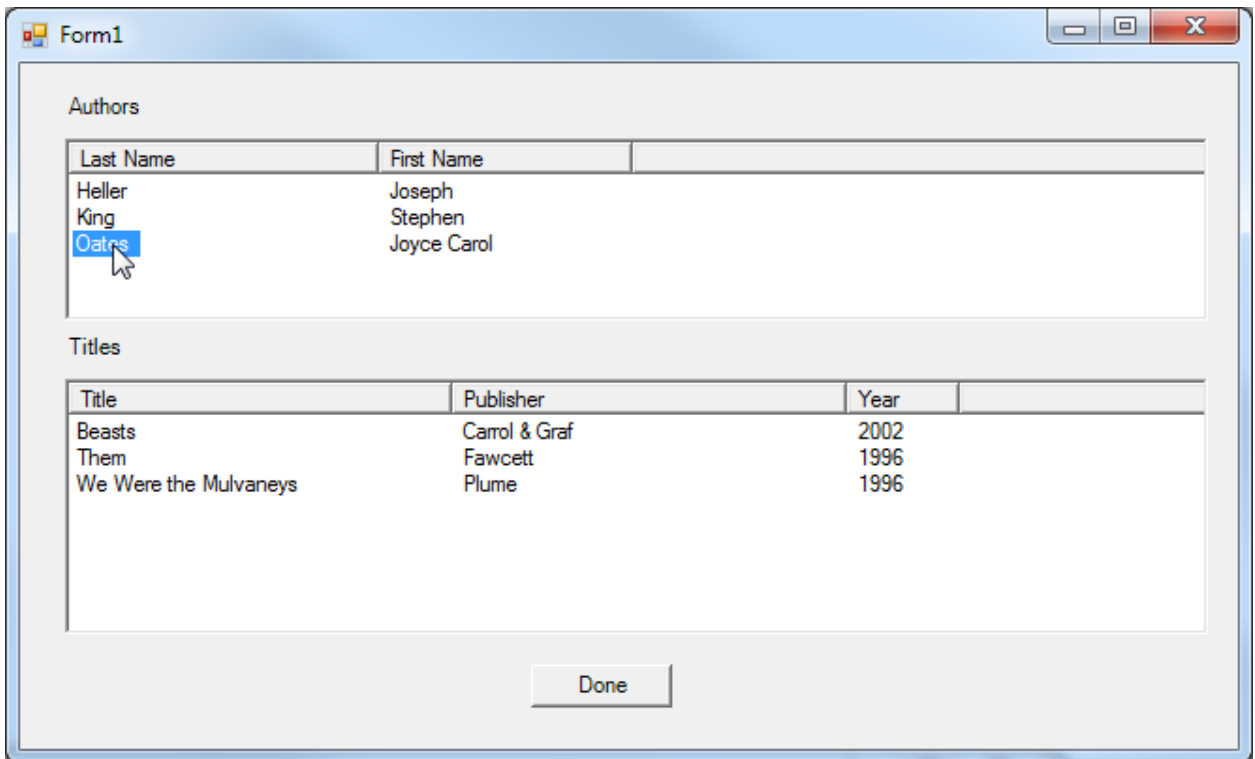 Form1
Authors
Last Name First Name
Heller Joseph
King Stephen
Oates Joyce Carol
Titles
Title Publisher Year
Beasts Carrol & Graf 2002
Them Fawcett 1996
We Were the Mulvaneys Plume 1996
Done